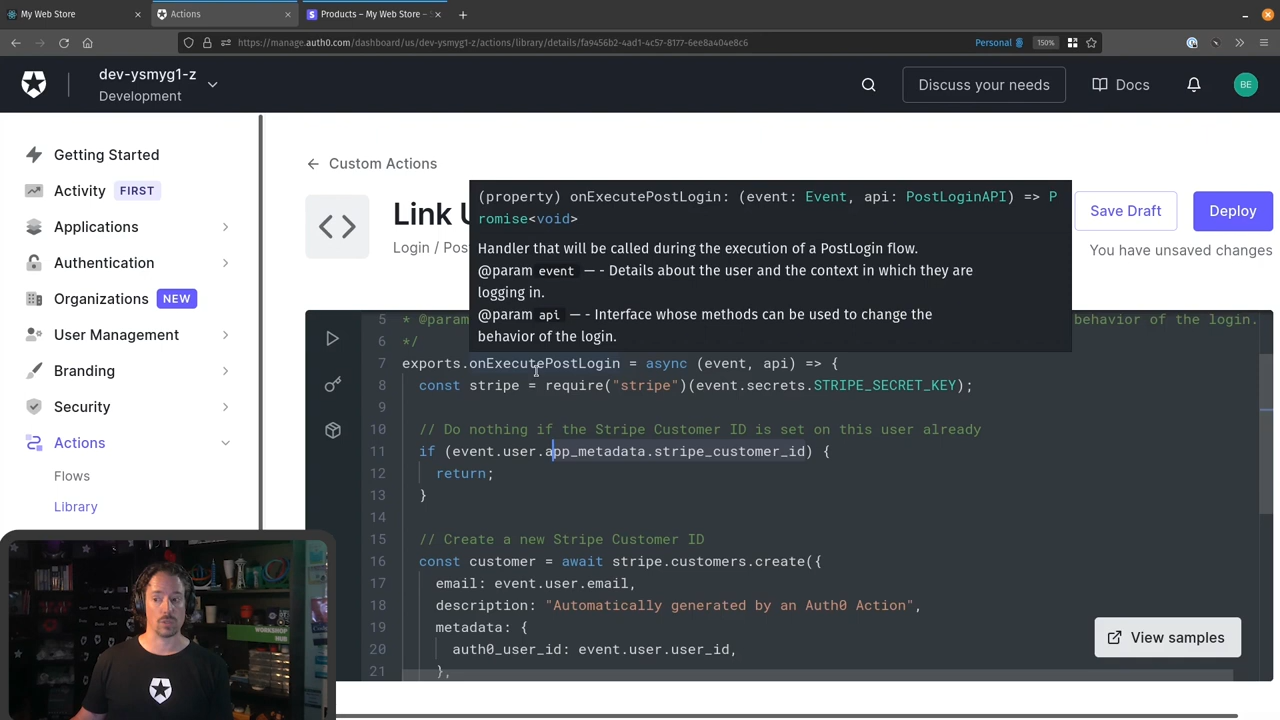 My Web Store
Actions
Products – My Web Store – S
https://manage.auth0.com/dashboard/us/dev-ysmyg1-z/actions/library/details/fa9456b2-4ad1-4c57-8177-6ee8a404e8c6
Personal
150%
dev-ysmyg1-z
Development
Discuss your needs
Docs
BE
Getting Started
Activity FIRST
Applications
Authentication
Organizations NEW
User Management
Branding
Security
Actions
Flows
Library
Custom Actions
Link U
Login / Pos
Save Draft
Deploy
You have unsaved changes
(property) onExecutePostLogin: (event: Event, api: PostLoginAPI) => P
romise<void>
Handler that will be called during the execution of a PostLogin flow.
@param event — - Details about the user and the context in which they are
logging in.
@param api — - Interface whose methods can be used to change the
behavior of the login.
5 * @param behavior of the login.
6 */
7 exports.onExecutePostLogin = async (event, api) => {
8 const stripe = require("stripe")(event.secrets.STRIPE_SECRET_KEY);
9
10 // Do nothing if the Stripe Customer ID is set on this user already
11 if (event.user.app_metadata.stripe_customer_id) {
12 return;
13 }
14
15 // Create a new Stripe Customer ID
16 const customer = await stripe.customers.create({
17 email: event.user.email,
18 description: "Automatically generated by an Auth0 Action",
19 metadata: {
20 auth0_user_id: event.user.user_id,
21 },
View samples
WORKSHOP
HUB